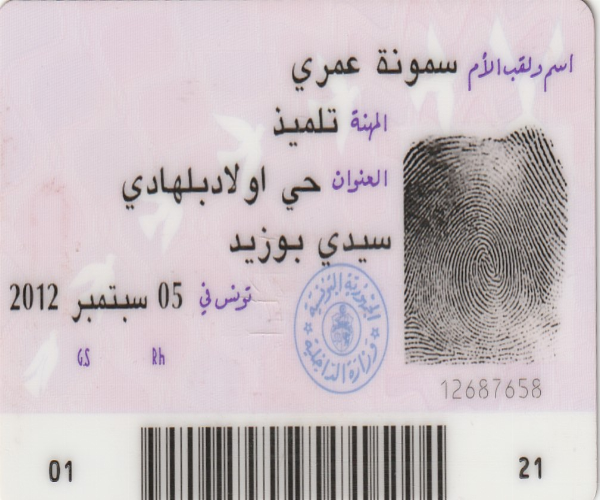 اسم ولقب الأم سمونة عمري
المهنة تلميذ
العنوان حي اولادبلهادي
سيدي بوزيد
تونس في 05 سبتمبر 2012
GS Rh
الجمهورية التونسية
وزارة الداخلية
12687658
01 21